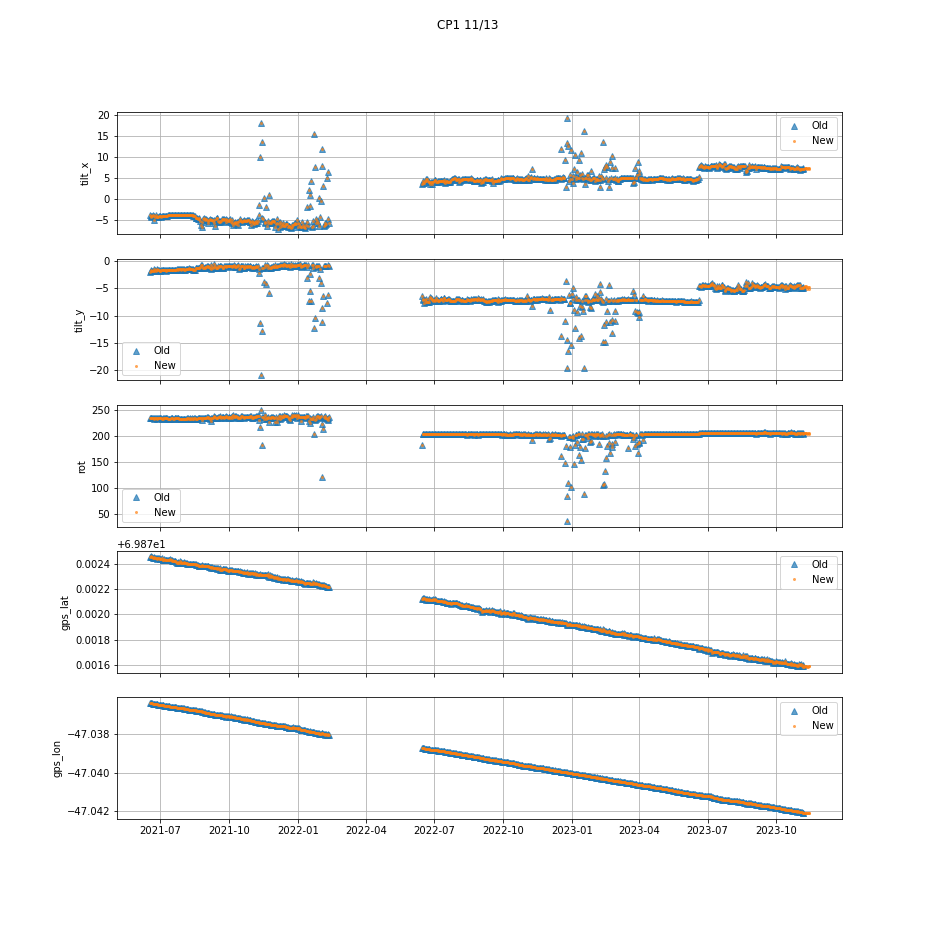 CP1 11/13
20
15
10
5
0
−5
tilt_x
Old
New
0
−5
−10
−15
−20
tilt_y
Old
New
250
200
150
100
50
rot
Old
New
+6.987e1
0.0024
0.0022
0.0020
0.0018
0.0016
gps_lat
Old
New
−47.038
−47.040
−47.042
gps_lon
Old
New
2021-07 2021-10 2022-01 2022-04 2022-07 2022-10 2023-01 2023-04 2023-07 2023-10